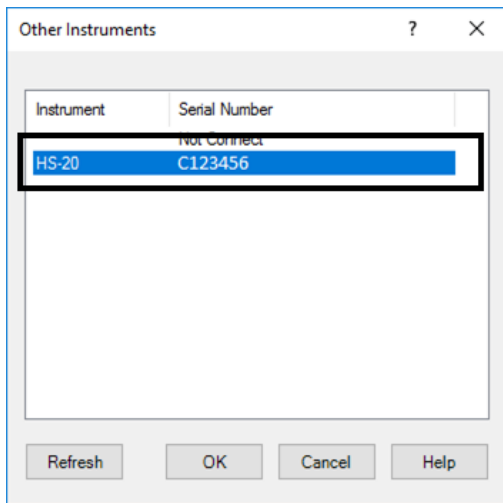 Other Instruments ?
Instrument Serial Number
Not Connect
HS-20 C123456
Refresh OK Cancel Help